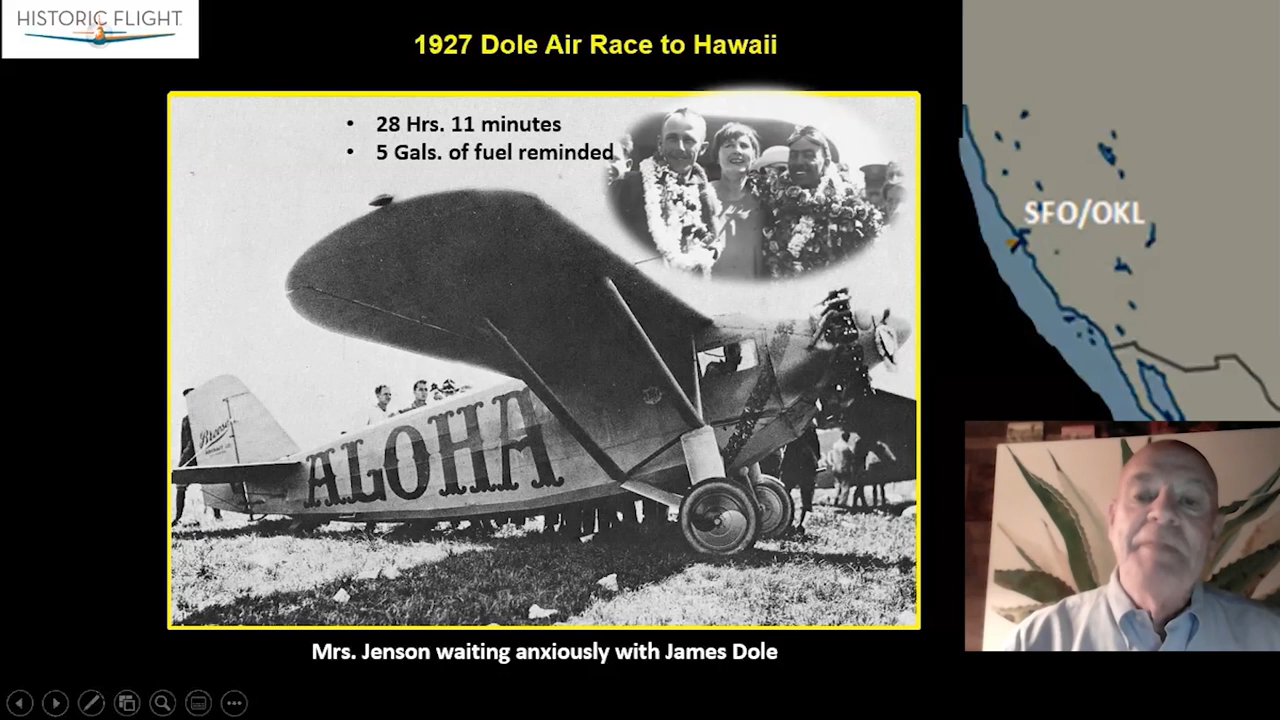 HISTORIC FLIGHT
1927 Dole Air Race to Hawaii
• 28 Hrs. 11 minutes
• 5 Gals. of fuel reminded
SFO/OKL
Breese
ALOHA
Mrs. Jenson waiting anxiously with James Dole